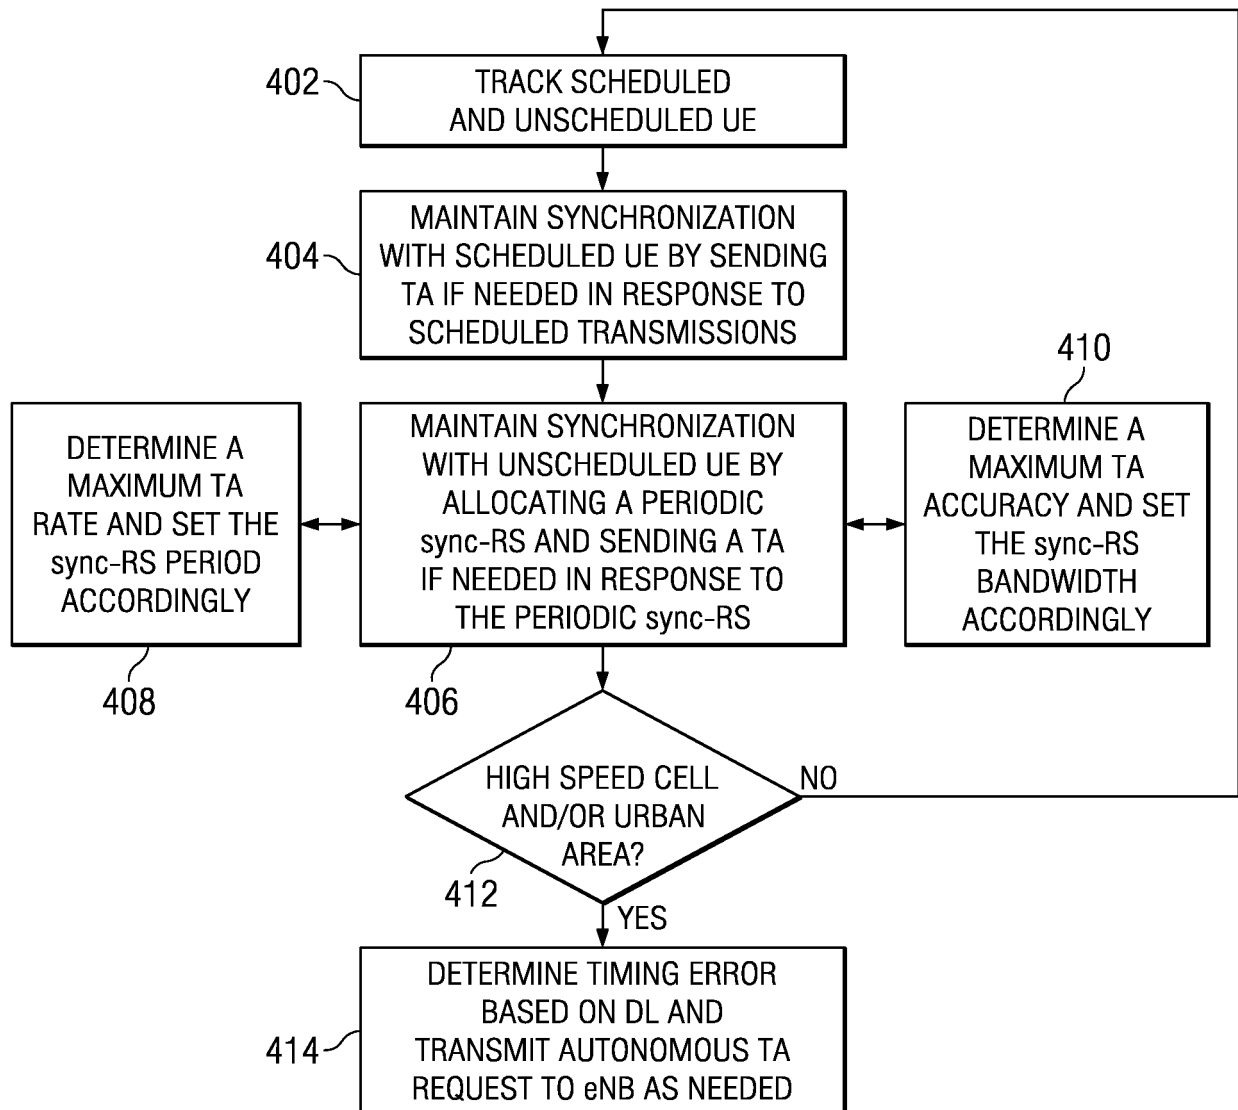 402
TRACK SCHEDULED
AND UNSCHEDULED UE
404
MAINTAIN SYNCHRONIZATION
WITH SCHEDULED UE BY SENDING
TA IF NEEDED IN RESPONSE TO
SCHEDULED TRANSMISSIONS
410
DETERMINE A
MAXIMUM TA
RATE AND SET THE
sync-RS PERIOD
ACCORDINGLY
408
MAINTAIN SYNCHRONIZATION
WITH UNSCHEDULED UE BY
ALLOCATING A PERIODIC
sync-RS AND SENDING A TA
IF NEEDED IN RESPONSE TO
THE PERIODIC sync-RS
406
DETERMINE A
MAXIMUM TA
ACCURACY AND SET
THE sync-RS
BANDWIDTH
ACCORDINGLY
HIGH SPEED CELL
AND/OR URBAN
AREA?
NO
412
YES
414
DETERMINE TIMING ERROR
BASED ON DL AND
TRANSMIT AUTONOMOUS TA
REQUEST TO eNB AS NEEDED